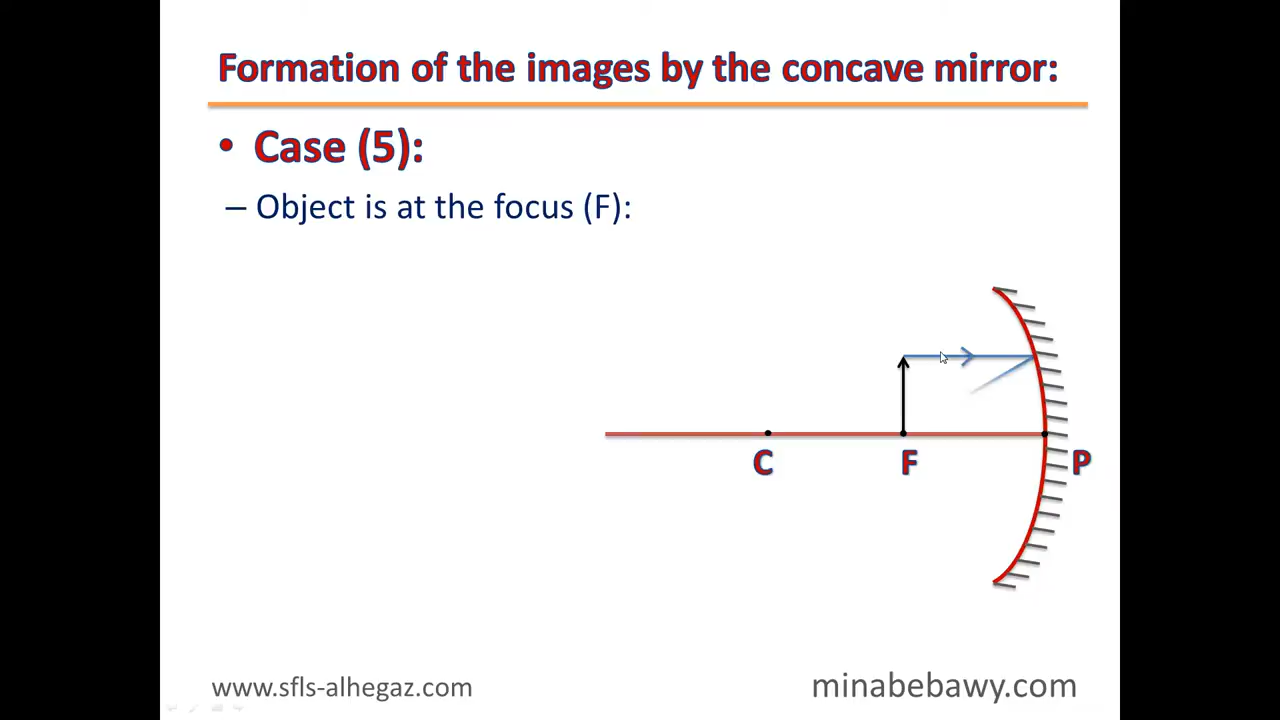 Formation of the images by the concave mirror:
• Case (5):
– Object is at the focus (F):
C
F
P
www.sfls-alhegaz.com
minabebawy.com